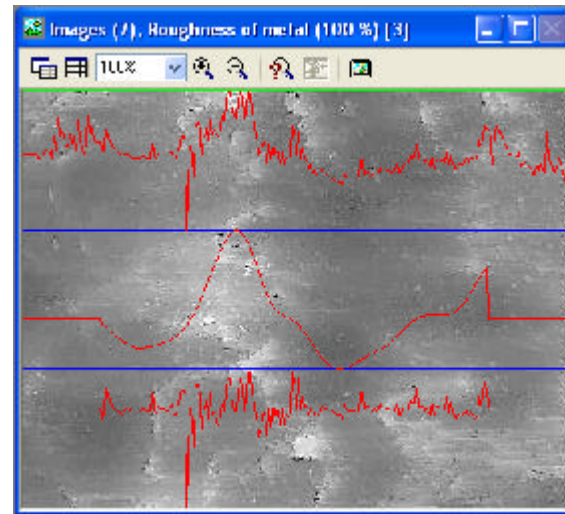 Images (7), Roughness of metal (100 %) [3]
100%